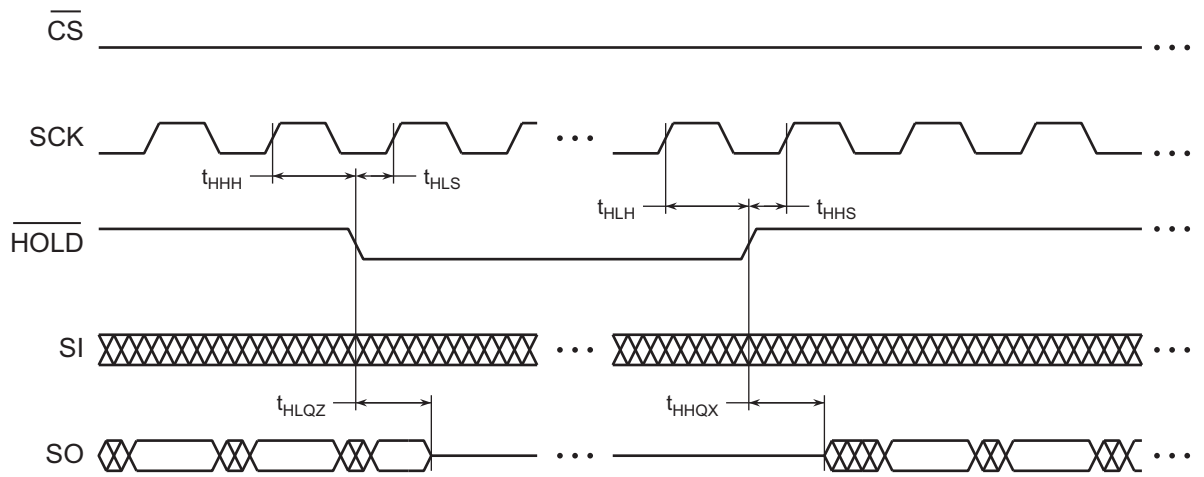 CS
SCK
tHHH
tHLS
tHLH
tHHS
HOLD
SI
tHLQZ
tHHQX
SO